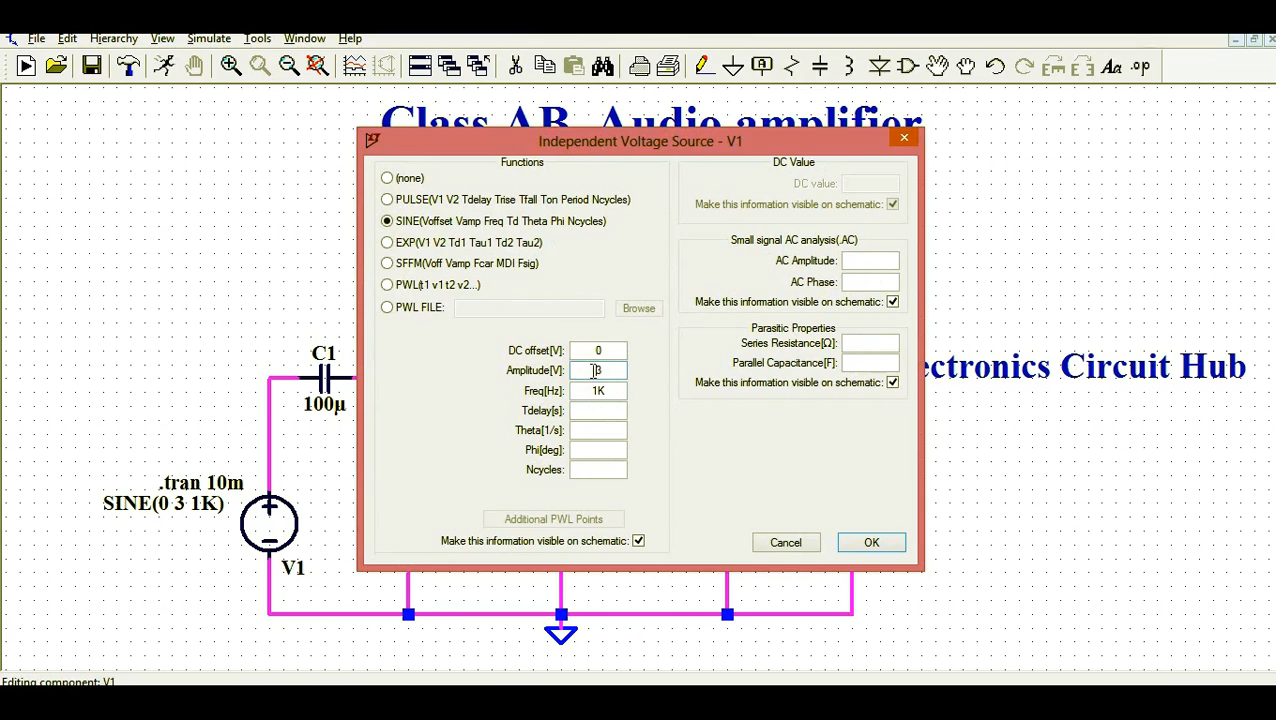 File Edit Hierarchy View Simulate Tools Window Help
Aa .op
Class AB Audio amplifier
Independent Voltage Source - V1
Functions
(none)
PULSE(V1 V2 Tdelay Trise Tfall Ton Period Ncycles)
SINE(Voffset Vamp Freq Td Theta Phi Ncycles)
EXP(V1 V2 Td1 Tau1 Td2 Tau2)
SFFM(Voff Vamp Fcar MDI Fsig)
PWL(t1 v1 t2 v2...)
PWL FILE: Browse
DC offset[V]: 0
Amplitude[V]: 3
Freq[Hz]: 1K
Tdelay[s]:
Theta[1/s]:
Phi[deg]:
Ncycles:
Additional PWL Points
Make this information visible on schematic:
DC Value
DC value:
Make this information visible on schematic:
Small signal AC analysis(.AC)
AC Amplitude:
AC Phase:
Make this information visible on schematic:
Parasitic Properties
Series Resistance[Ω]:
Parallel Capacitance[F]:
Make this information visible on schematic:
Cancel OK
C1
100µ
ectronics Circuit Hub
.tran 10m
SINE(0 3 1K)
V1
Editing component: V1